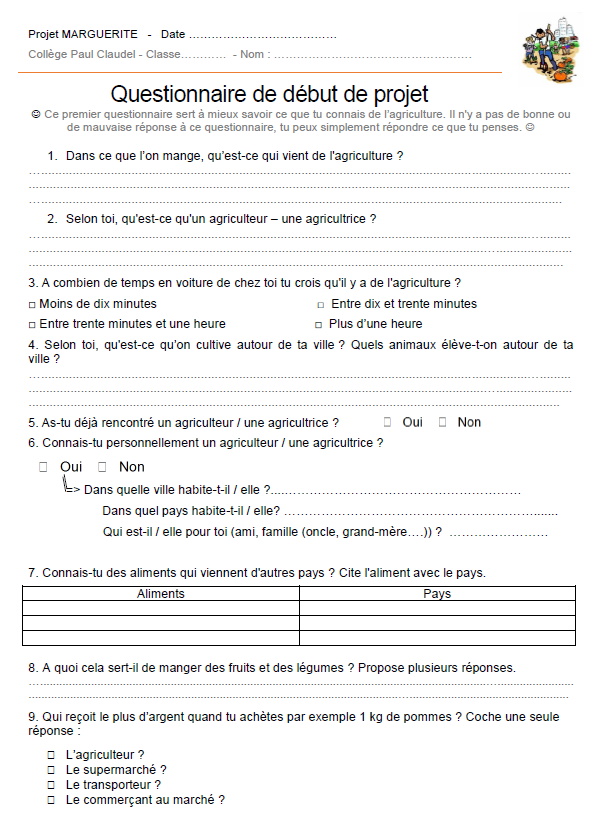 Projet MARGUERITE - Date ………………………………….
Collège Paul Claudel - Classe………… - Nom : …………………………………………….
Questionnaire de début de projet
☺ Ce premier questionnaire sert à mieux savoir ce que tu connais de l'agriculture. Il n'y a pas de bonne ou
de mauvaise réponse à ce questionnaire, tu peux simplement répondre ce que tu penses. ☺
1. Dans ce que l'on mange, qu'est-ce qui vient de l'agriculture ?
2. Selon toi, qu'est-ce qu'un agriculteur – une agricultrice ?
3. A combien de temps en voiture de chez toi tu crois qu'il y a de l'agriculture ?
□ Moins de dix minutes □ Entre dix et trente minutes
□ Entre trente minutes et une heure □ Plus d'une heure
4. Selon toi, qu'est-ce qu'on cultive autour de ta ville ? Quels animaux élève-t-on autour de ta
ville ?
5. As-tu déjà rencontré un agriculteur / une agricultrice ? □ Oui □ Non
6. Connais-tu personnellement un agriculteur / une agricultrice ?
□ Oui □ Non
=> Dans quelle ville habite-t-il / elle ?....……………………………………………………
Dans quel pays habite-t-il / elle? ………………………………………………………….......
Qui est-il / elle pour toi (ami, famille (oncle, grand-mère….)) ? ……………………
7. Connais-tu des aliments qui viennent d'autres pays ? Cite l'aliment avec le pays.
Aliments Pays
8. A quoi cela sert-il de manger des fruits et des légumes ? Propose plusieurs réponses.
9. Qui reçoit le plus d'argent quand tu achètes par exemple 1 kg de pommes ? Coche une seule
réponse :
□ L'agriculteur ?
□ Le supermarché ?
□ Le transporteur ?
□ Le commerçant au marché ?